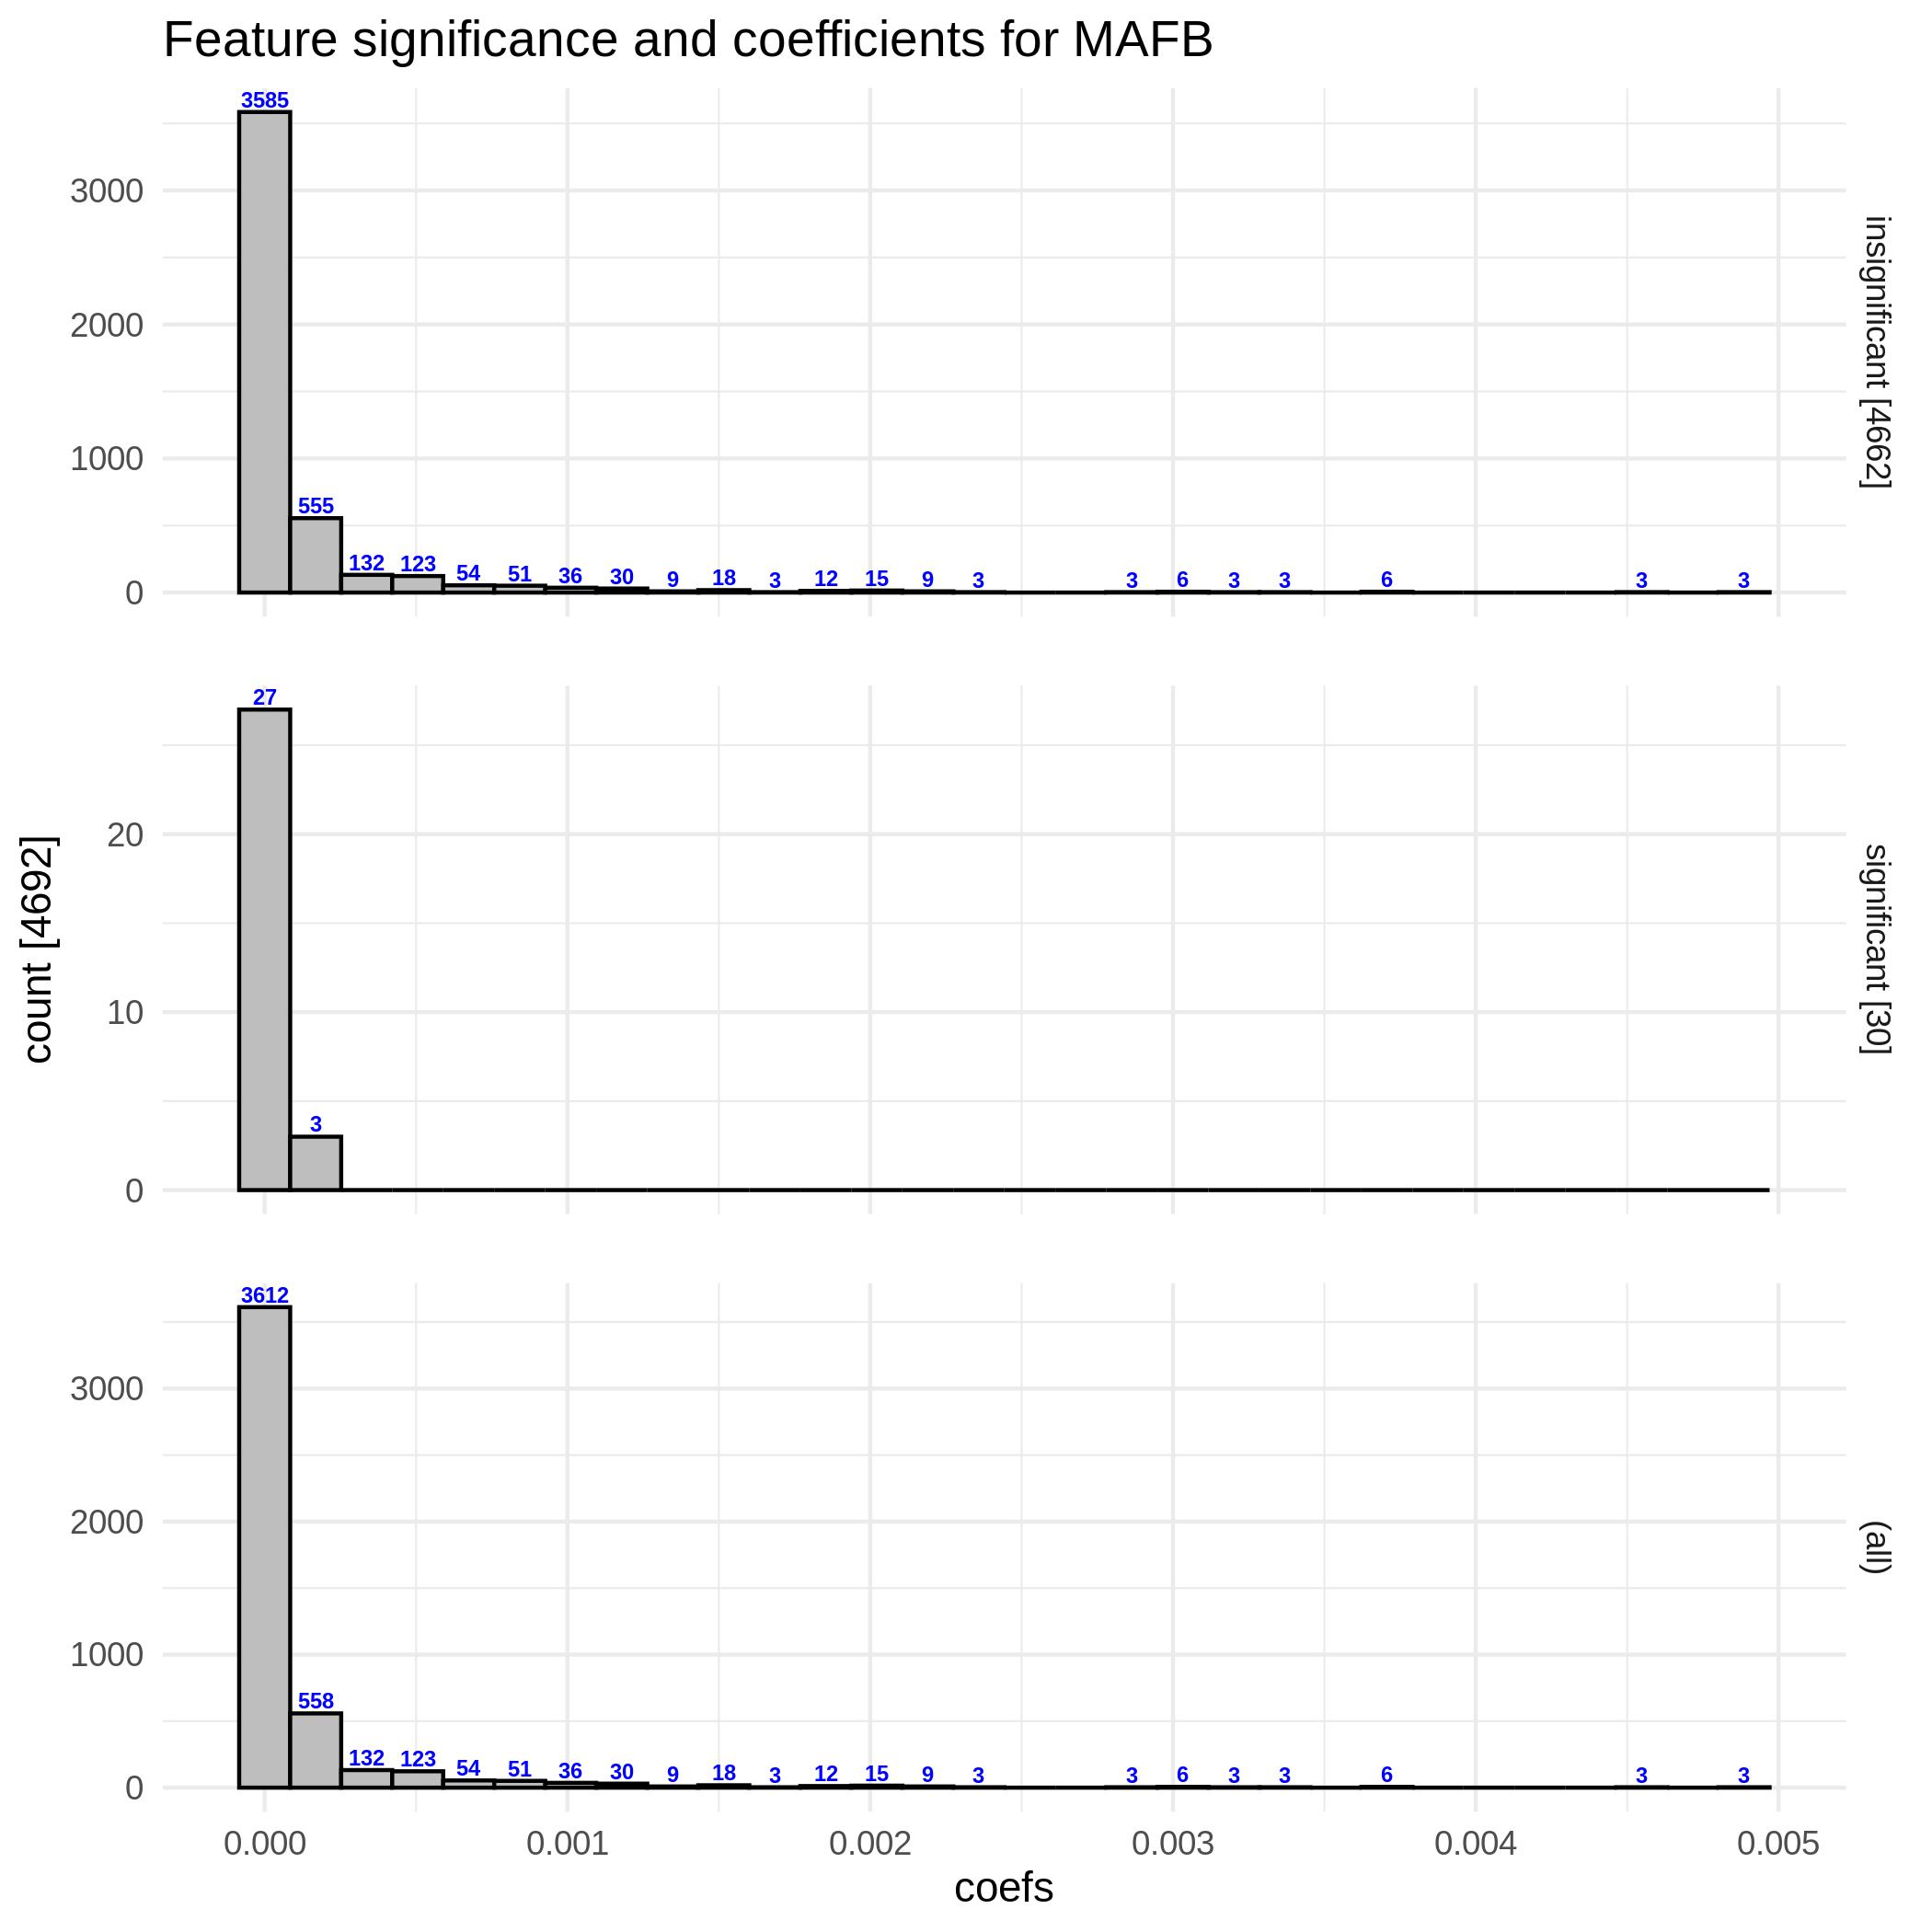 Feature significance and coefficients for MAFB
3585
3000
2000
1000
0
555
132 123 54 51 36 30 9 18 3 12 15 9 3 3 6 3 3 6 3 3
insignificant [4662]
27
20
10
0
3
significant [30]
count [4692]
3612
3000
2000
1000
0
558
132 123 54 51 36 30 9 18 3 12 15 9 3 3 6 3 3 6 3 3
(all)
0.000 0.001 0.002 0.003 0.004 0.005
coefs